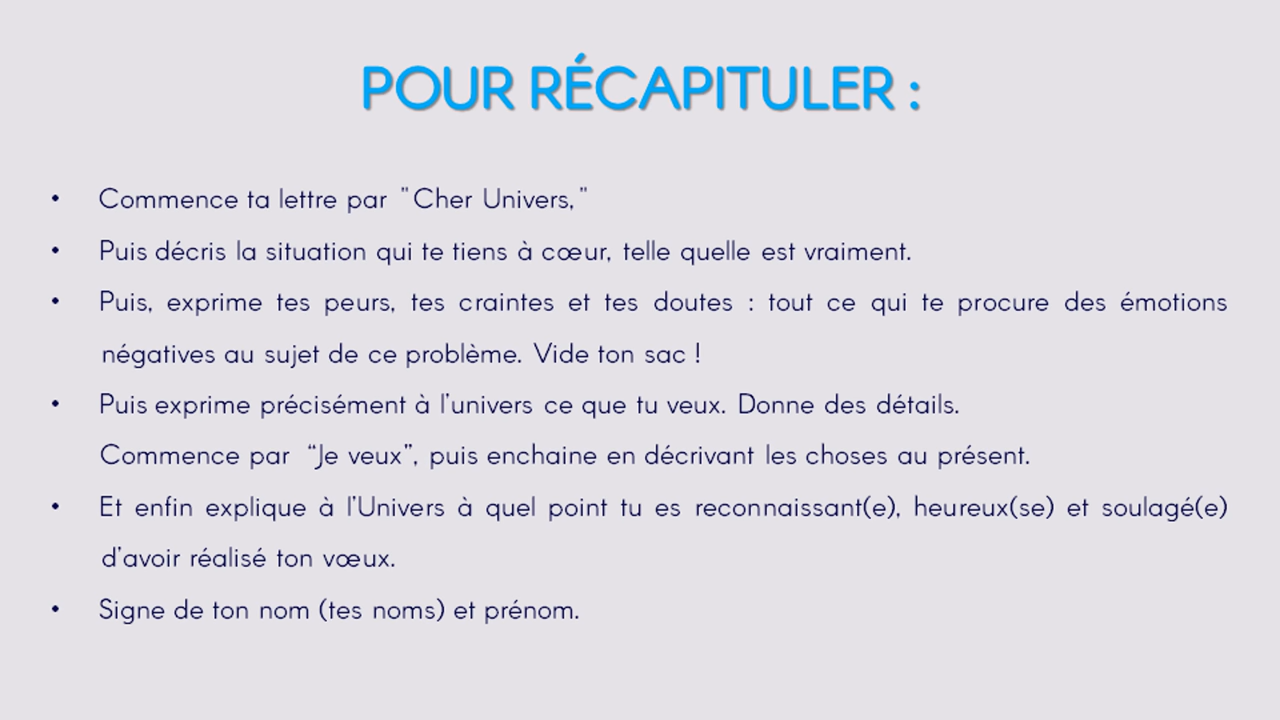 POUR RÉCAPITULER :
• Commence ta lettre par "Cher Univers,"
• Puis décris la situation qui te tiens à cœur, telle quelle est vraiment.
• Puis, exprime tes peurs, tes craintes et tes doutes : tout ce qui te procure des émotions
négatives au sujet de ce problème. Vide ton sac !
• Puis exprime précisément à l'univers ce que tu veux. Donne des détails.
Commence par “Je veux”, puis enchaine en décrivant les choses au présent.
• Et enfin explique à l'Univers à quel point tu es reconnaissant(e), heureux(se) et soulagé(e)
d'avoir réalisé ton vœux.
• Signe de ton nom (tes noms) et prénom.